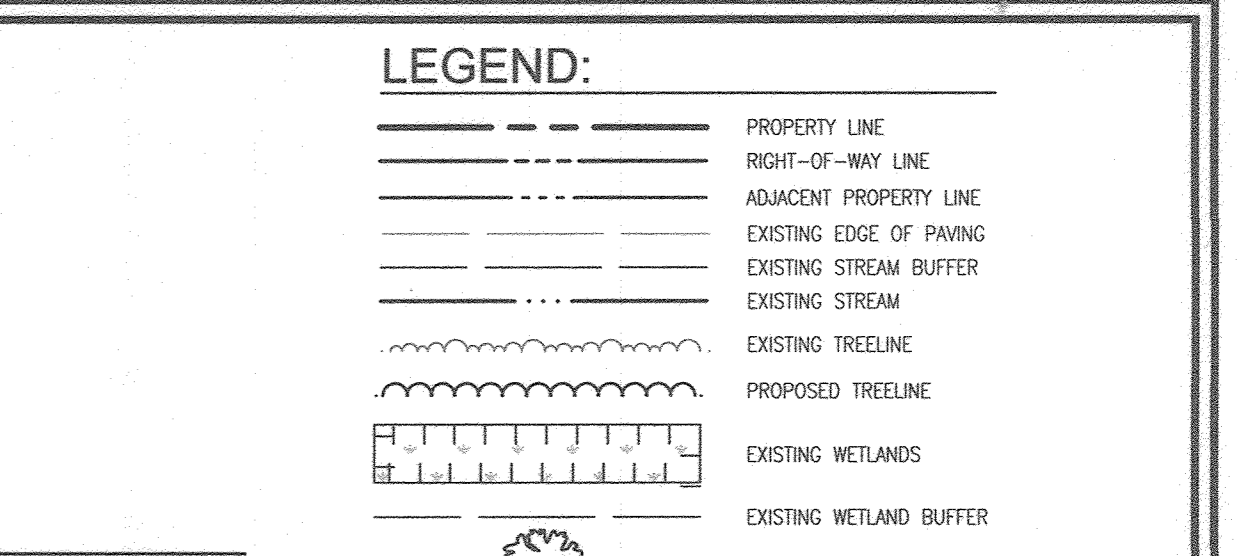 LEGEND:
PROPERTY LINE
RIGHT-OF-WAY LINE
ADJACENT PROPERTY LINE
EXISTING EDGE OF PAVING
EXISTING STREAM BUFFER
EXISTING STREAM
EXISTING TREELINE
PROPOSED TREELINE
EXISTING WETLANDS
EXISTING WETLAND BUFFER